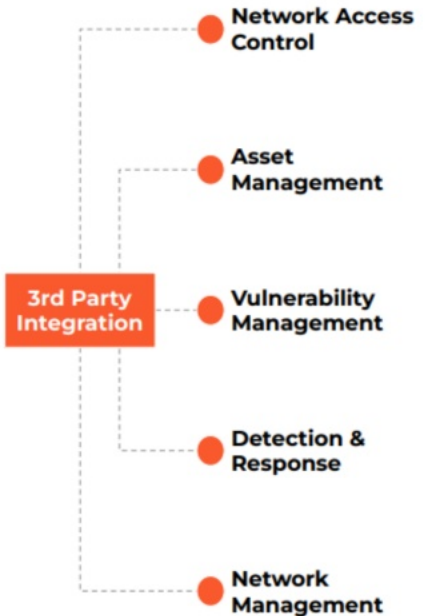 Network Access
Control
Asset
Management
3rd Party
Integration
Vulnerability
Management
Detection &
Response
Network
Management